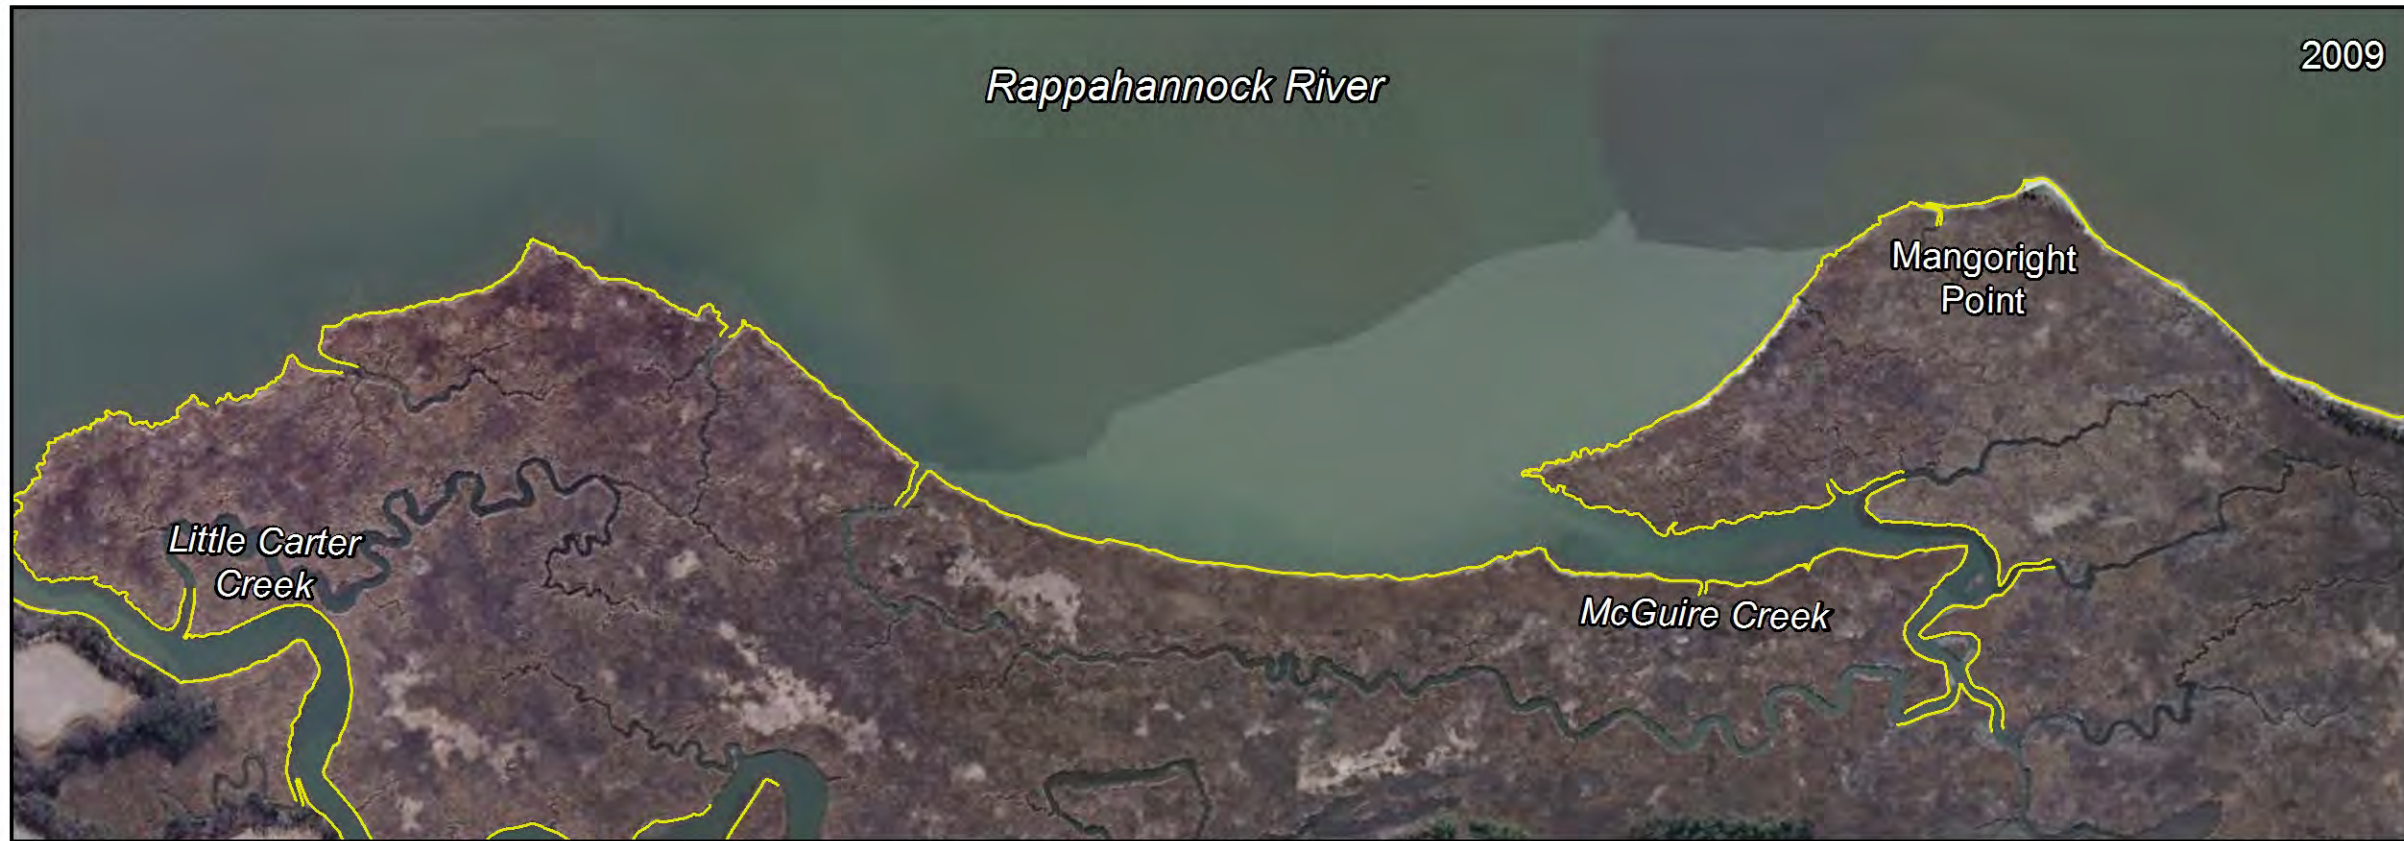 2009
Rappahannock River
Mangoright
Point
Little Carter
Creek
McGuire Creek